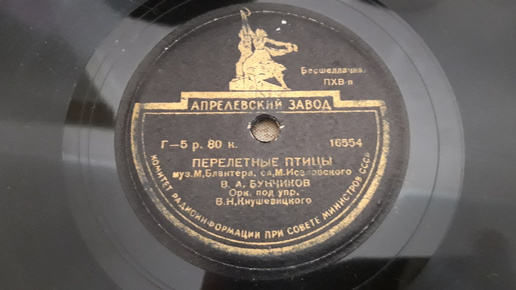 Бесшеллачна.
ПХВ-п
АПРЕЛЕВСКИЙ ЗАВОД
Г—5 р. 80 к. 16554
ПЕРЕЛЕТНЫЕ ПТИЦЫ
муз. М. Блантера, сл. М. Исаковского
В. А. БУНЧИКОВ
Орк. под упр.
В. Н. Кнушевицкого
КОМИТЕТ РАДИОИНФОРМАЦИИ ПРИ СОВЕТЕ МИНИСТРОВ СССР